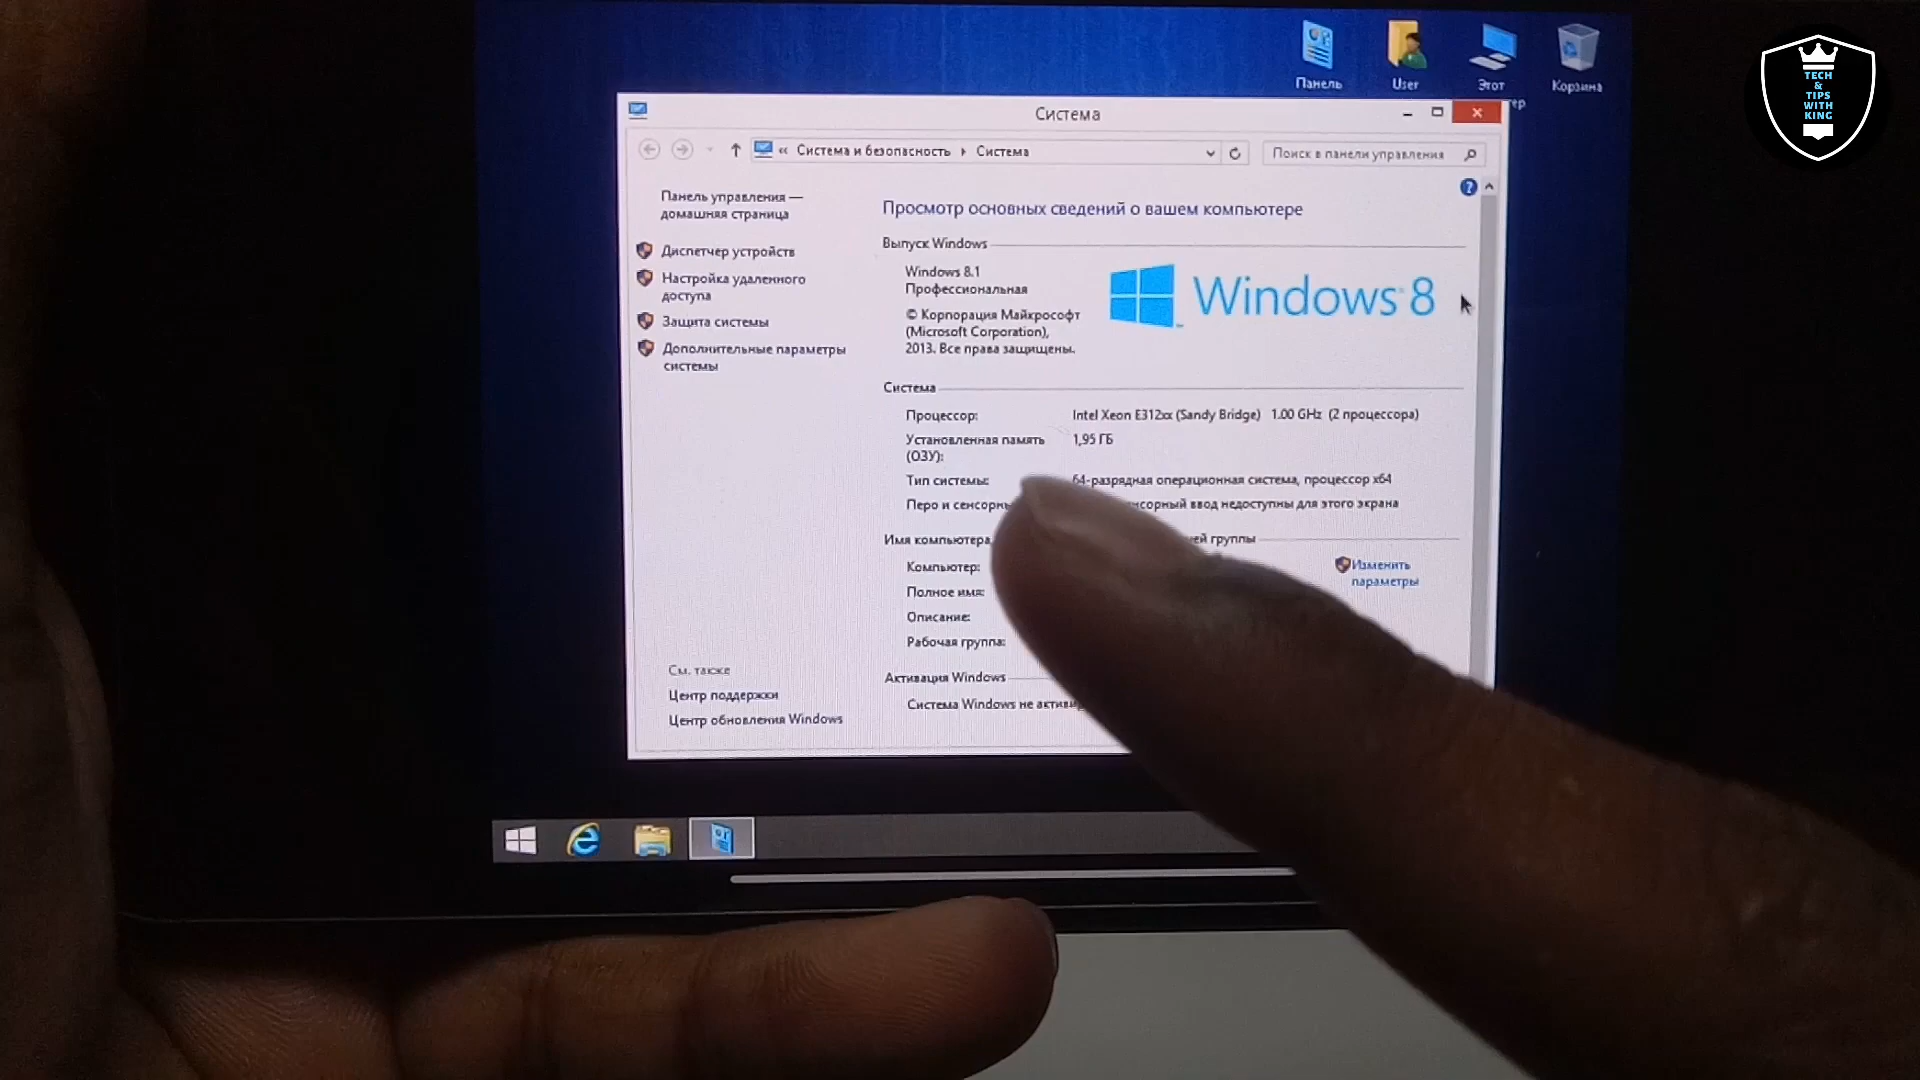 Панель
User
Этот
Корзина
TECH
&
TIPS
WITH
KING
Система
« Система и безопасность Система
Поиск в панели управления
Панель управления —
домашняя страница
Диспетчер устройств
Настройка удаленного
доступа
Защита системы
Дополнительные параметры
системы
См. также
Центр поддержки
Центр обновления Windows
Просмотр основных сведений о вашем компьютере
Выпуск Windows
Windows 8.1
Профессиональная
© Корпорация Майкрософт
(Microsoft Corporation),
2013. Все права защищены.
Windows 8
Система
Процессор: Intel Xeon E312xx (Sandy Bridge) 1.00 GHz (2 процессора)
Установленная память 1,95 ГБ
(ОЗУ):
Тип системы: 64-разрядная операционная система, процессор x64
Перо и ввод недоступны для этого экрана
Имя компьютера группы
Компьютер:
Изменить
параметры
Полное имя:
Описание:
Рабочая группа:
Активация Windows
Система Windows не